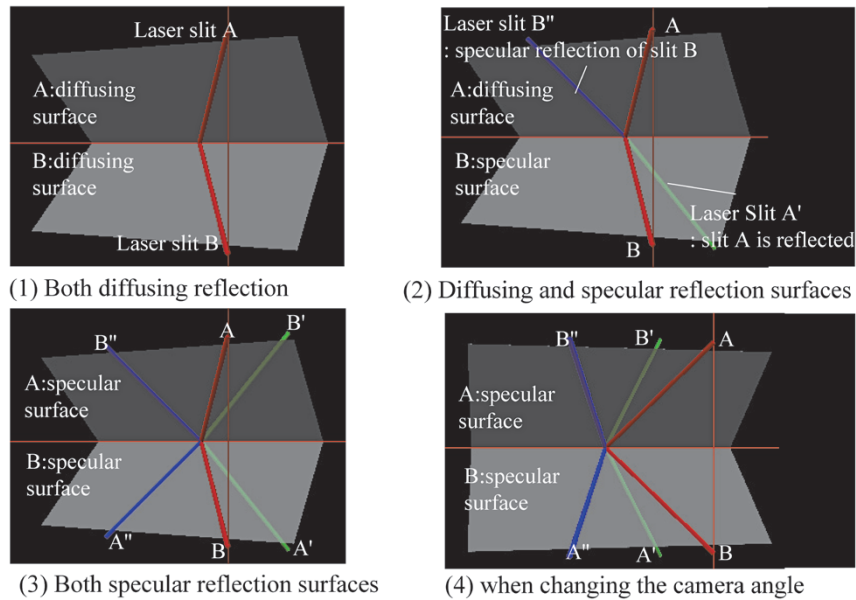 Laser slit A
A:diffusing
surface
B:diffusing
surface
Laser slit B
(1) Both diffusing reflection
Laser slit B"
: specular reflection of slit B
A
A:diffusing
surface
B:specular
surface
Laser Slit A'
: slit A is reflected
B
(2) Diffusing and specular reflection surfaces
B"
A
B'
A:specular
surface
B:specular
surface
A"
B
A'
(3) Both specular reflection surfaces
B"
B'
A
A:specular
surface
B:specular
surface
A"
A'
B
(4) when changing the camera angle